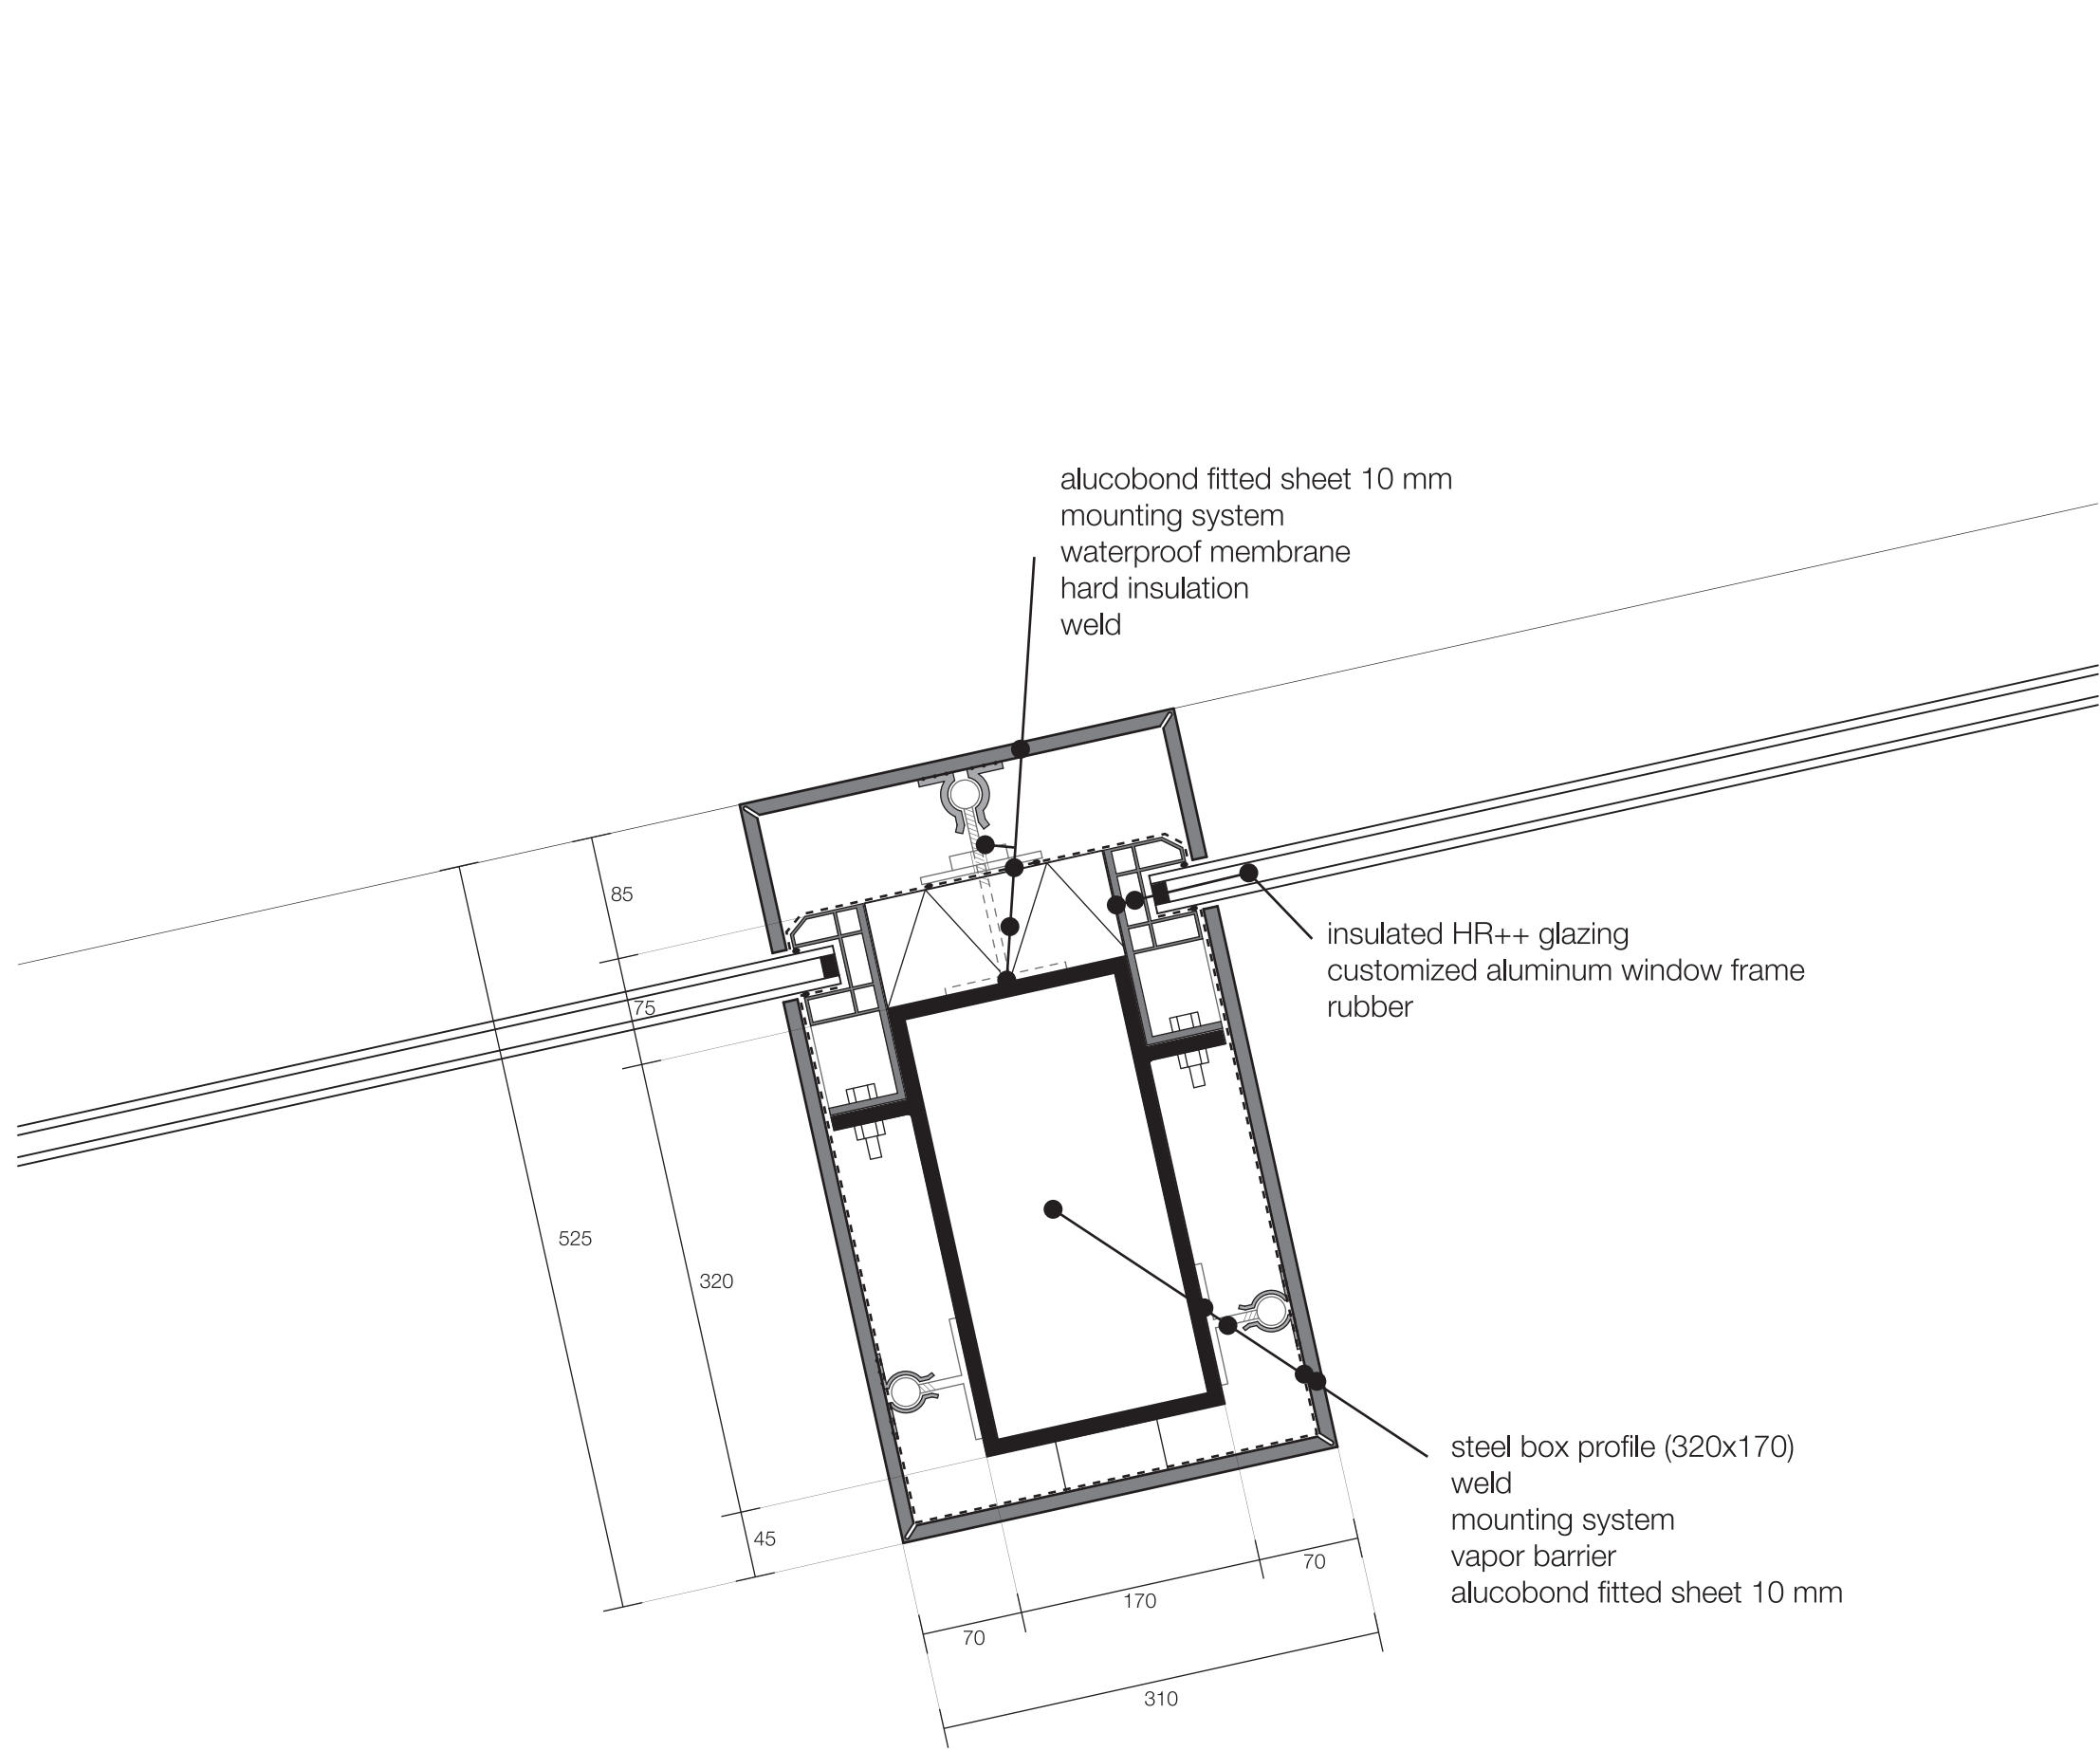 alucobond fitted sheet 10 mm
mounting system
waterproof membrane
hard insulation
weld
85
insulated HR++ glazing
customized aluminum window frame
rubber
75
525
320
steel box profile (320x170)
weld
mounting system
vapor barrier
alucobond fitted sheet 10 mm
45
70
170
70
310